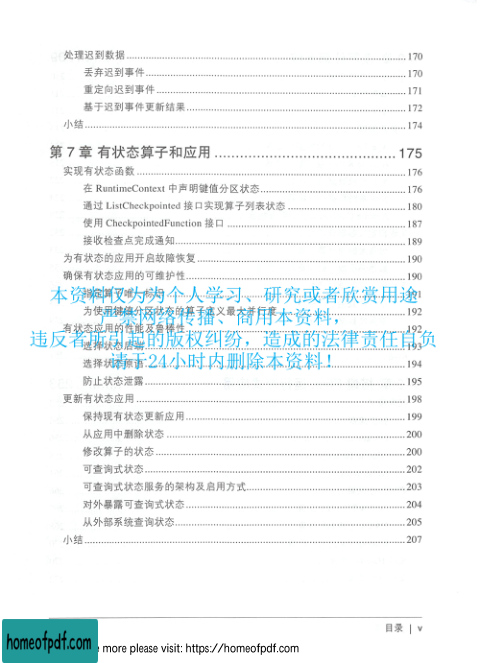 处理迟到数据 170
丢弃迟到事件 170
重定向迟到事件 171
基于迟到事件更新结果 172
小结 174
第 7 章 有状态算子和应用 175
实现有状态函数 176
在 RuntimeContext 中声明键值分区状态 176
通过 ListCheckpointed 接口实现算子列表状态 180
使用 CheckpointedFunction 接口 187
接收检查点完成通知 189
为有状态的应用开启故障恢复 190
确保有状态应用的可维护性 190
191
本资料仅为为个人学习、研究或者欣赏用途
为使用键值分区状态的算子定义最大并行度 192
严禁网络传播、商用本资料，
有状态应用的性能及鲁棒性 192
违反者所引起的版权纠纷，造成的法律责任自负
选择状态后端 193
选择状态原语 194
请于24小时内删除本资料！
防止状态泄露 195
更新有状态应用 198
保持现有状态更新应用 199
从应用中删除状态 200
修改算子的状态 200
可查询式状态 202
可查询式状态服务的架构及启用方式 203
对外暴露可查询式状态 204
从外部系统查询状态 205
小结 207
目录 | v
homeofpdf.com
e more please visit: https://homeofpdf.com